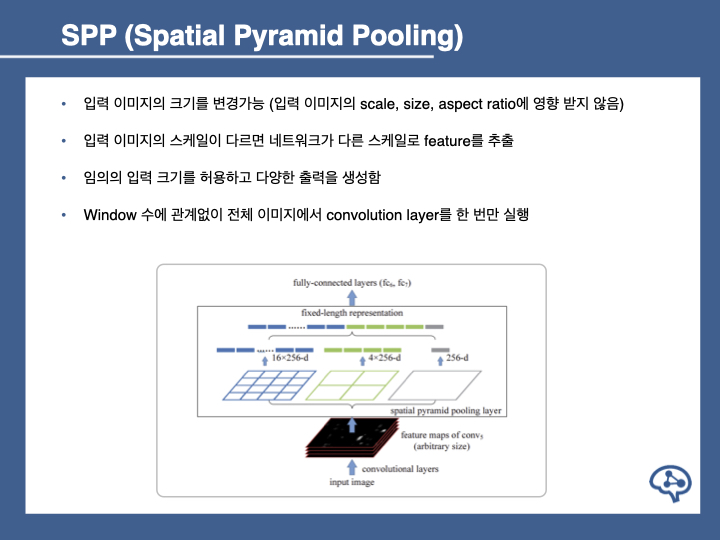 SPP (Spatial Pyramid Pooling)
• 입력 이미지의 크기를 변경가능 (입력 이미지의 scale, size, aspect ratio에 영향 받지 않음)
• 입력 이미지의 스케일이 다르면 네트워크가 다른 스케일로 feature를 추출
• 임의의 입력 크기를 허용하고 다양한 출력을 생성함
• Window 수에 관계없이 전체 이미지에서 convolution layer를 한 번만 실행
fully-connected layers (fc₆, fc₇)
fixed-length representation
......
......
16×256-d
4×256-d
256-d
spatial pyramid pooling layer
feature maps of conv₅
(arbitrary size)
convolutional layers
input image